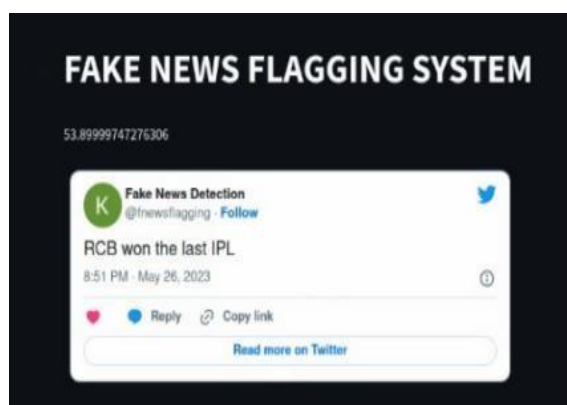 FAKE NEWS FLAGGING SYSTEM
53.89999747276306
K
Fake News Detection
@fnewsflagging · Follow
RCB won the last IPL
8:51 PM · May 26, 2023
Reply
Copy link
Read more on Twitter